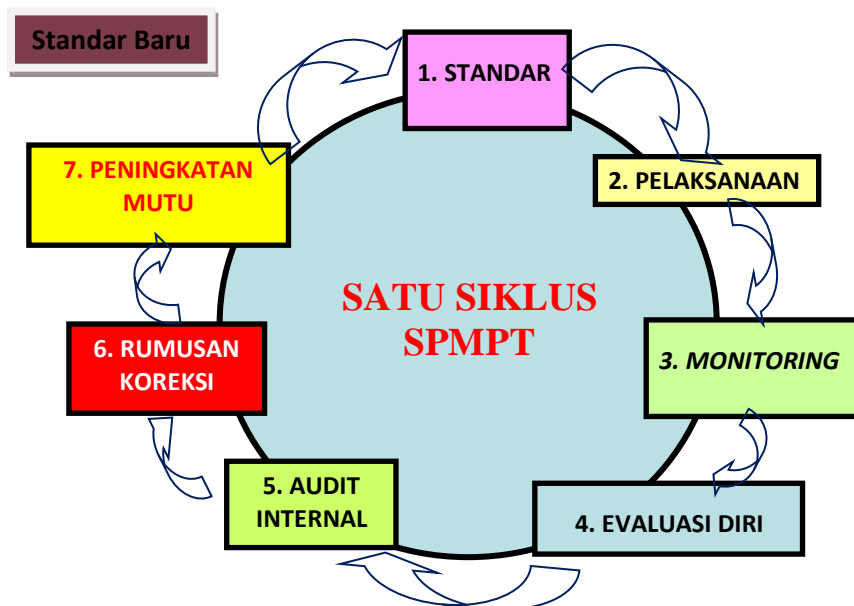 Standar Baru
1. STANDAR
2. PELAKSANAAN
3. MONITORING
4. EVALUASI DIRI
5. AUDIT
INTERNAL
6. RUMUSAN
KOREKSI
7. PENINGKATAN
MUTU
SATU SIKLUS
SPMPT